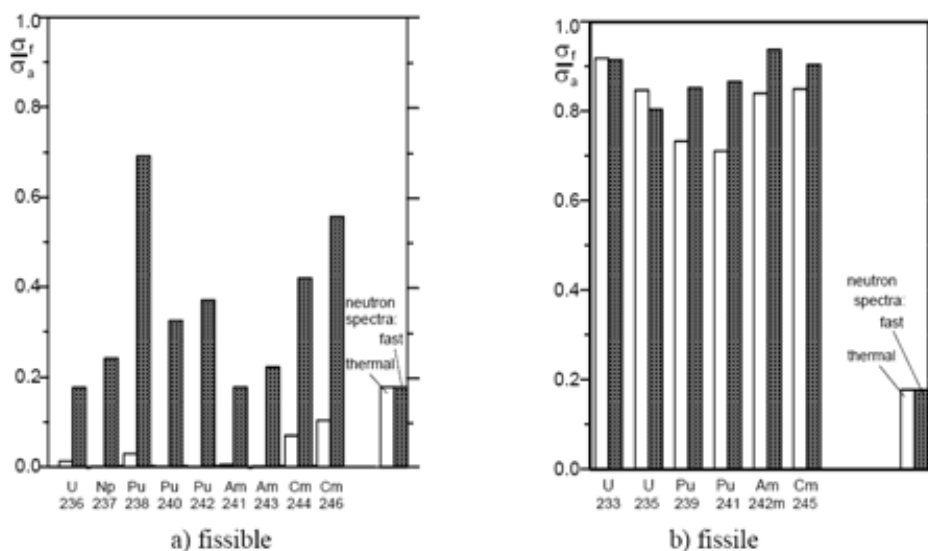 1.0
σf
σa
0.8
0.6
0.4
0.2
0.0
neutron
spectra:
fast
thermal
U Np Pu Pu Pu Am Am Cm Cm
236 237 238 240 242 241 243 244 246
a) fissible
1.0
σf
σa
0.8
0.6
0.4
0.2
0.0
neutron
spectra:
fast
thermal
U U Pu Pu Am Cm
233 235 239 241 242m 245
b) fissile